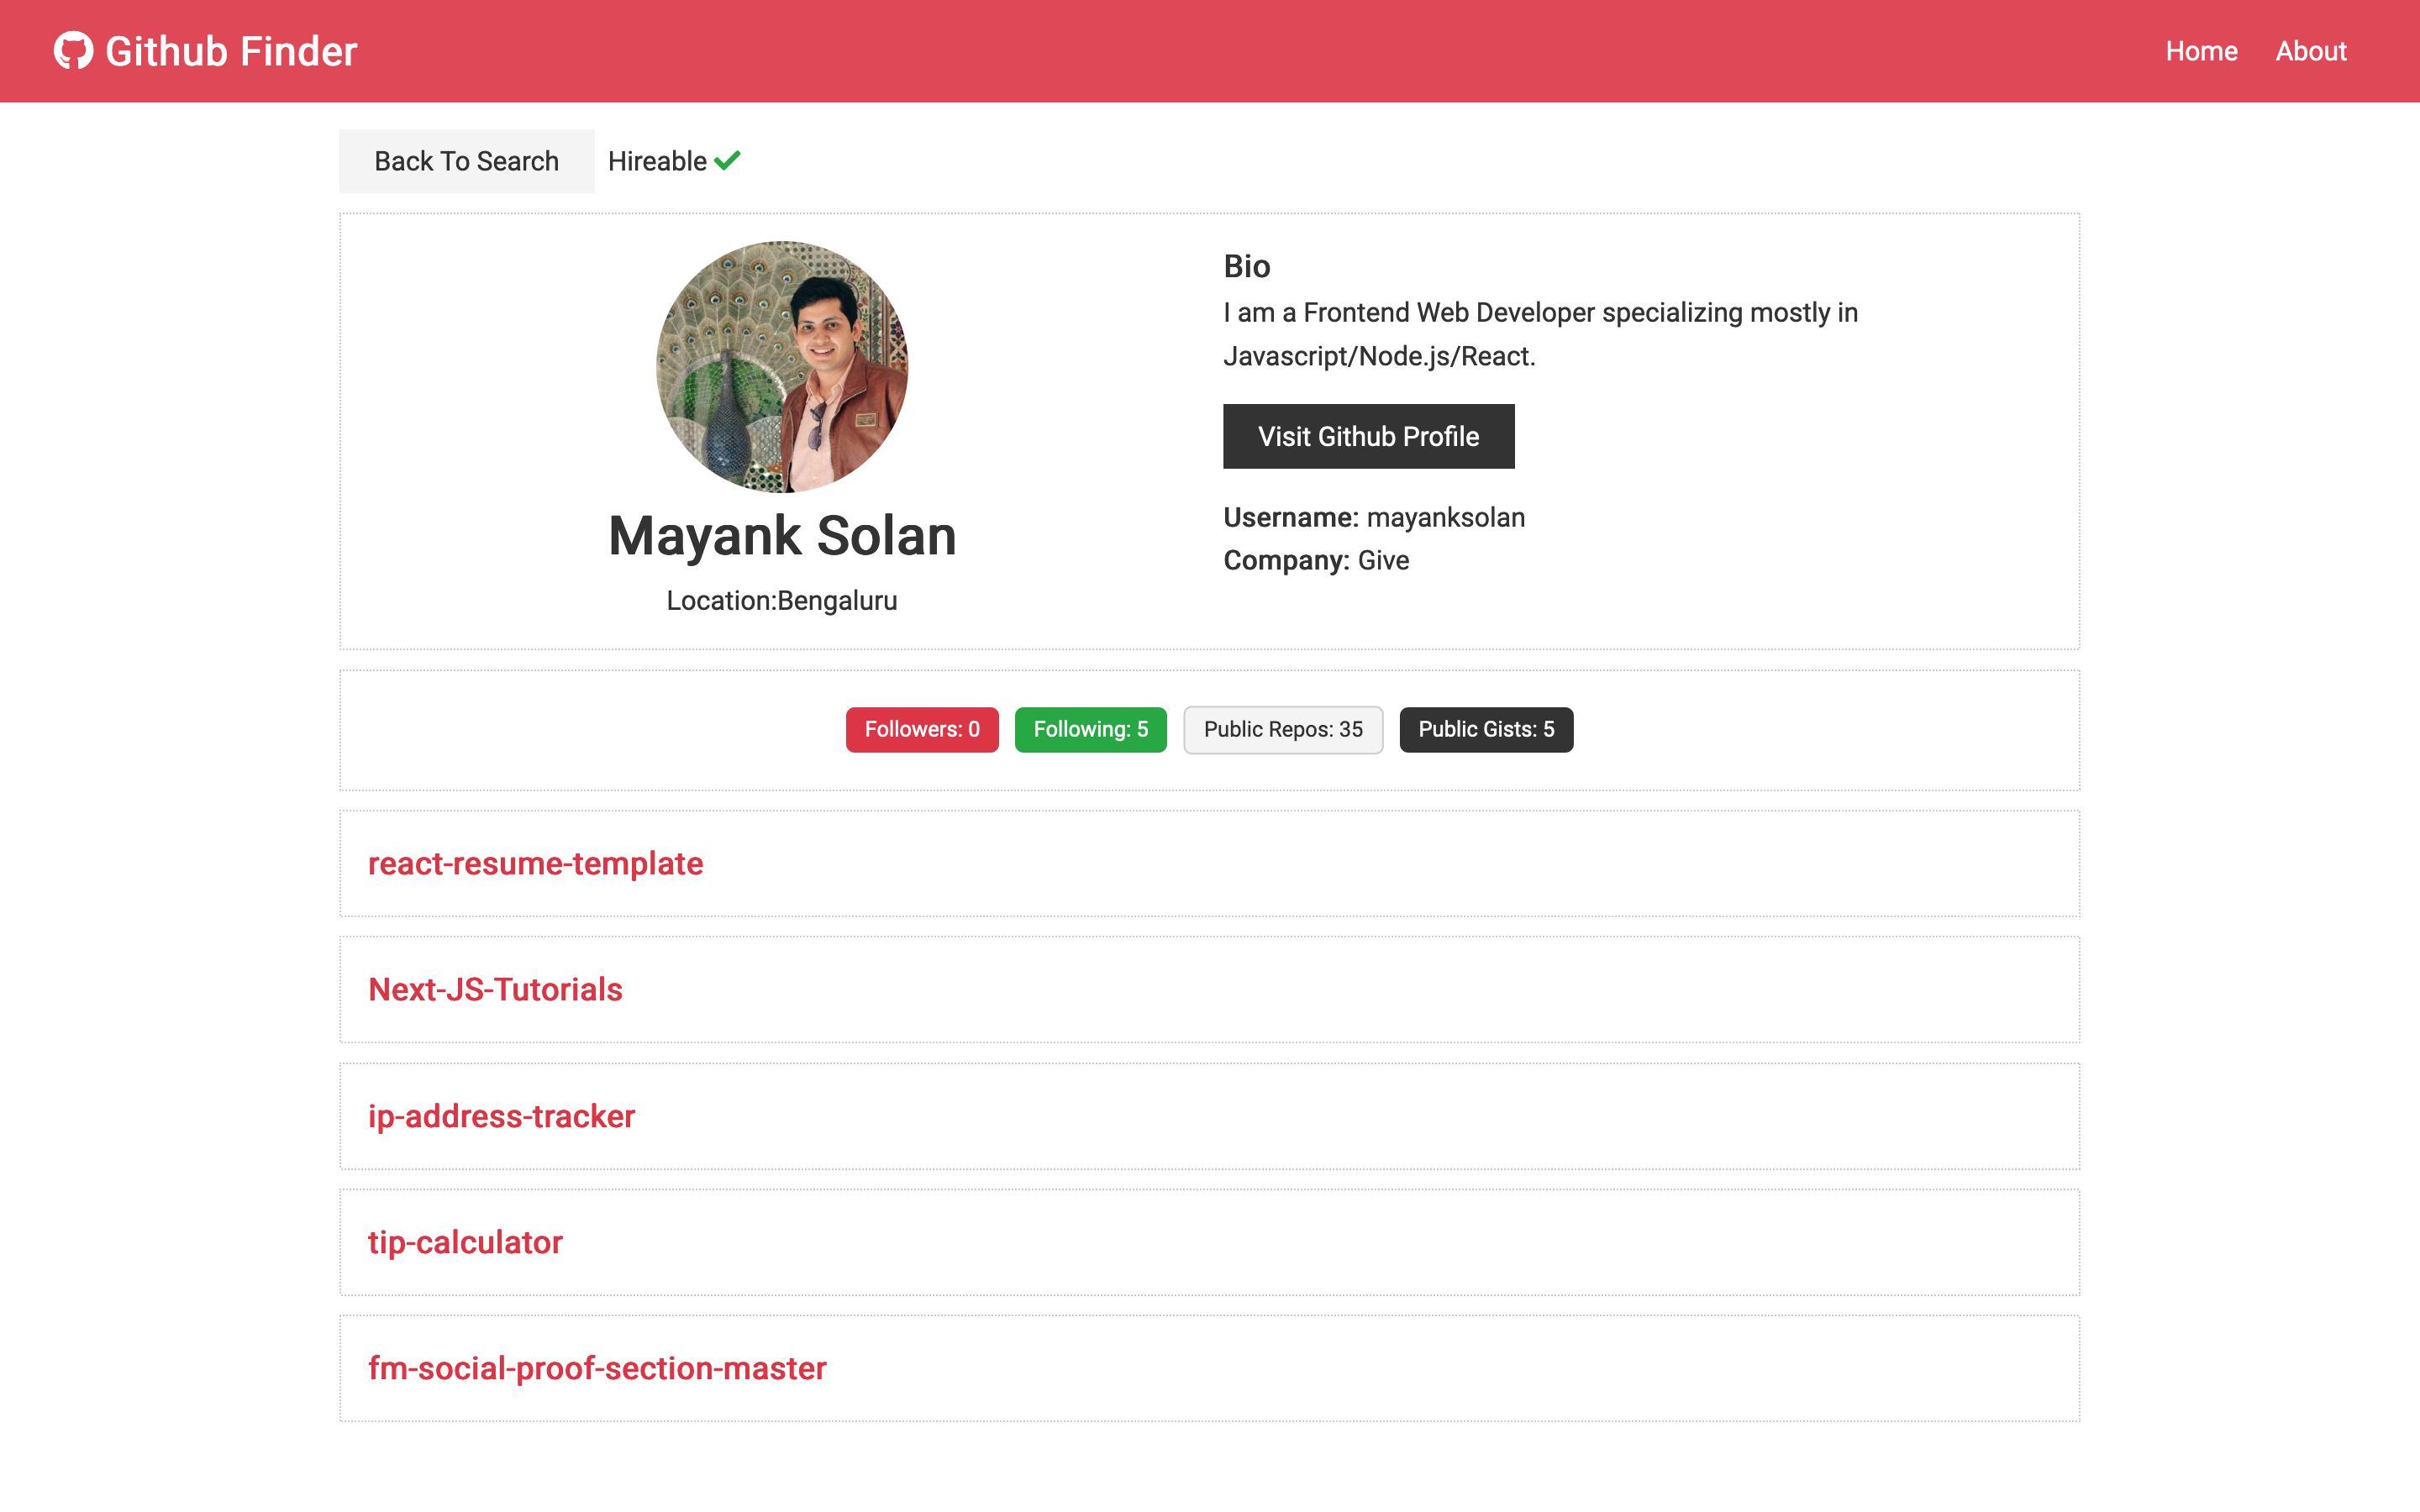 Github Finder
Home
About
Back To Search
Hireable
Bio
I am a Frontend Web Developer specializing mostly in
Javascript/Node.js/React.
Visit Github Profile
Username: mayanksolan
Company: Give
Mayank Solan
Location:Bengaluru
Followers: 0
Following: 5
Public Repos: 35
Public Gists: 5
react-resume-template
Next-JS-Tutorials
ip-address-tracker
tip-calculator
fm-social-proof-section-master